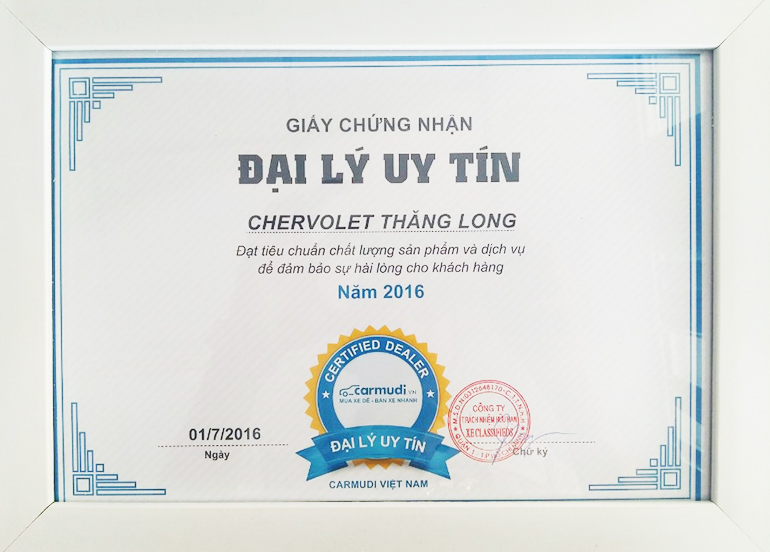 GIẤY CHỨNG NHẬN
ĐẠI LÝ UY TÍN
CHERVOLET THĂNG LONG
Đạt tiêu chuẩn chất lượng sản phẩm và dịch vụ
để đảm bảo sự hài lòng cho khách hàng
Năm 2016
CERTIFIED DEALER
carmudi.vn
MUA XE DỄ - BÁN XE NHANH
ĐẠI LÝ UY TÍN
CARMUDI VIỆT NAM
01/7/2016
Ngày
CÔNG TY
TRÁCH NHIỆM HỮU HẠN
XE CLASSIFIEDS
QUẬN 1
Chữ ký